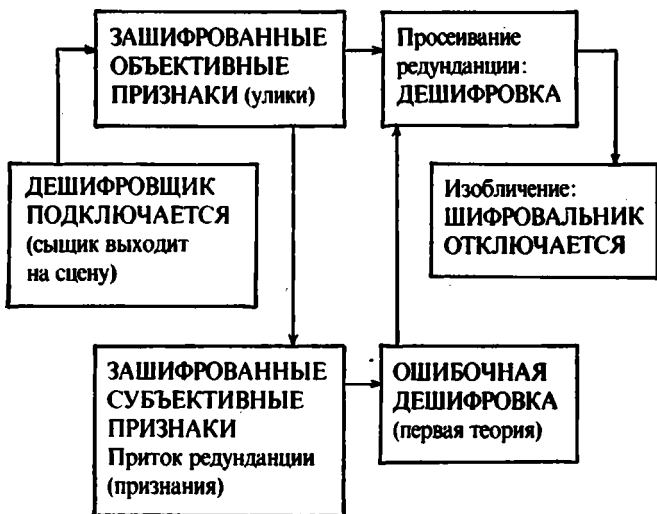 ЗАШИФРОВАННЫЕ
ОБЪЕКТИВНЫЕ
ПРИЗНАКИ (улики)
Просеивание
редунданции:
ДЕШИФРОВКА
ДЕШИФРОВЩИК
ПОДКЛЮЧАЕТСЯ
(сыщик выходит
на сцену)
Изобличение:
ШИФРОВАЛЬНИК
ОТКЛЮЧАЕТСЯ
ЗАШИФРОВАННЫЕ
СУБЪЕКТИВНЫЕ
ПРИЗНАКИ
Приток редунданции
(признания)
ОШИБОЧНАЯ
ДЕШИФРОВКА
(первая теория)